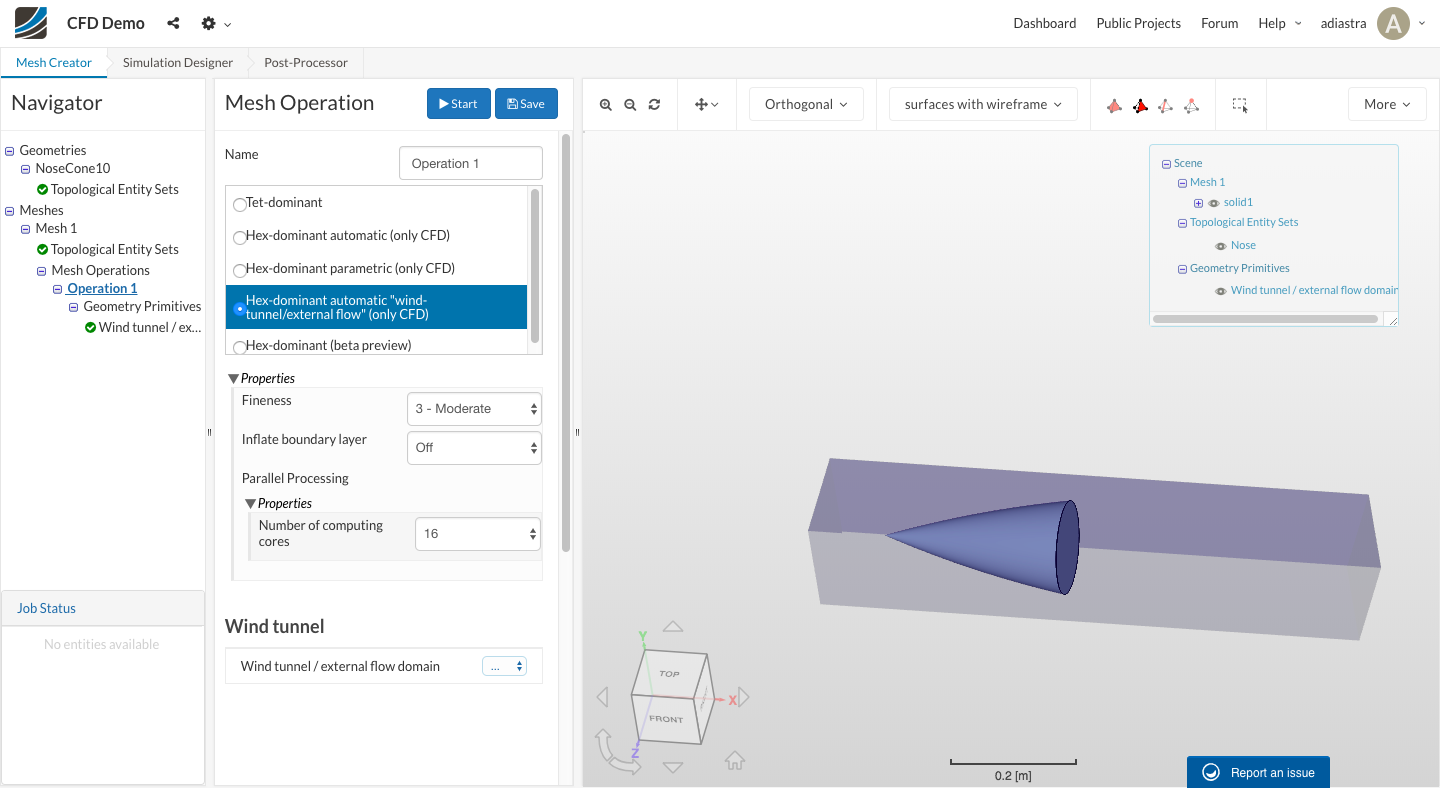 CFD Demo
Dashboard Public Projects Forum Help adiastra A
Mesh Creator Simulation Designer Post-Processor
Navigator
Geometries
NoseCone10
Topological Entity Sets
Meshes
Mesh 1
Topological Entity Sets
Mesh Operations
Operation 1
Geometry Primitives
Wind tunnel / ex...
Job Status
No entities available
Mesh Operation Start Save
Name Operation 1
Tet-dominant
Hex-dominant automatic (only CFD)
Hex-dominant parametric (only CFD)
Hex-dominant automatic "wind-
tunnel/external flow" (only CFD)
Hex-dominant (beta preview)
Properties
Fineness 3 - Moderate
Inflate boundary layer Off
Parallel Processing
Properties
Number of computing
cores 16
Wind tunnel
Wind tunnel / external flow domain ...
Orthogonal surfaces with wireframe More
Scene
Mesh 1
solid1
Topological Entity Sets
Nose
Geometry Primitives
Wind tunnel / external flow domain
Y
TOP
X
FRONT
Z
0.2 [m]
Report an issue